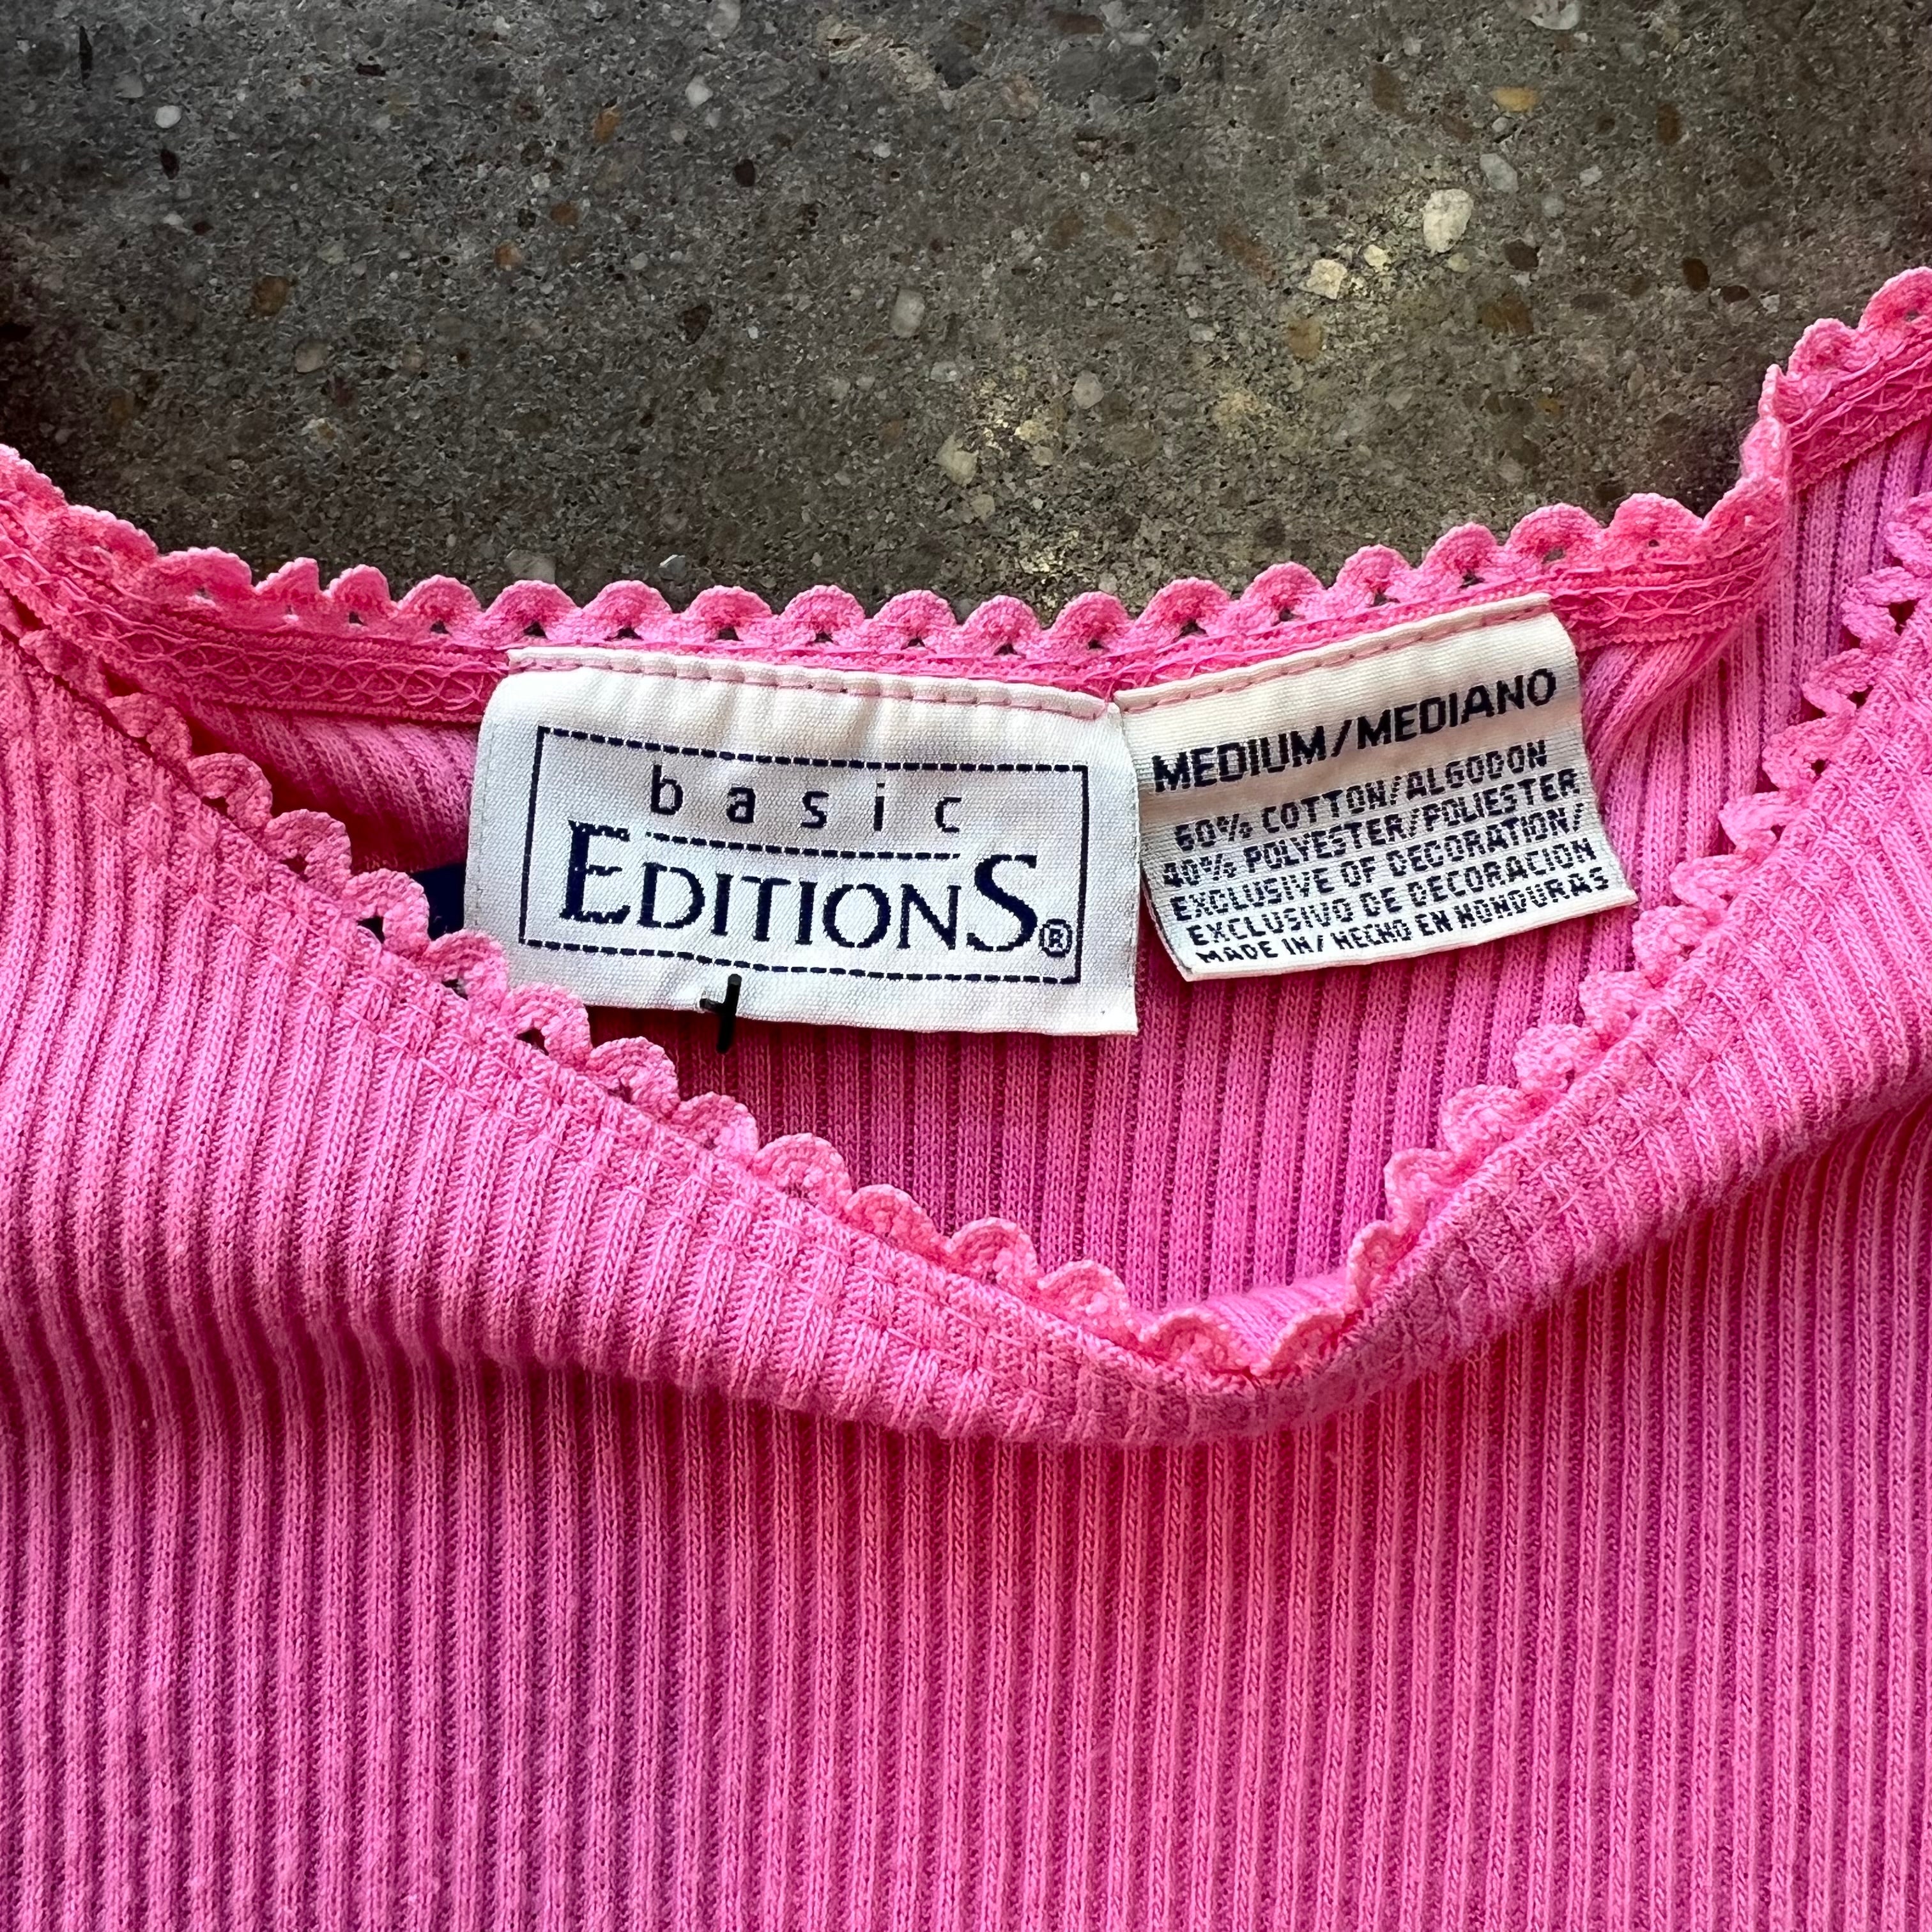 basic
EDITIONS®
MEDIUM/MEDIANO
60% COTTON/ALGODON
40% POLYESTER/POLIESTER
EXCLUSIVE OF DECORATION/
EXCLUSIVO DE DECORACION
MADE IN/HECHO EN HONDURAS